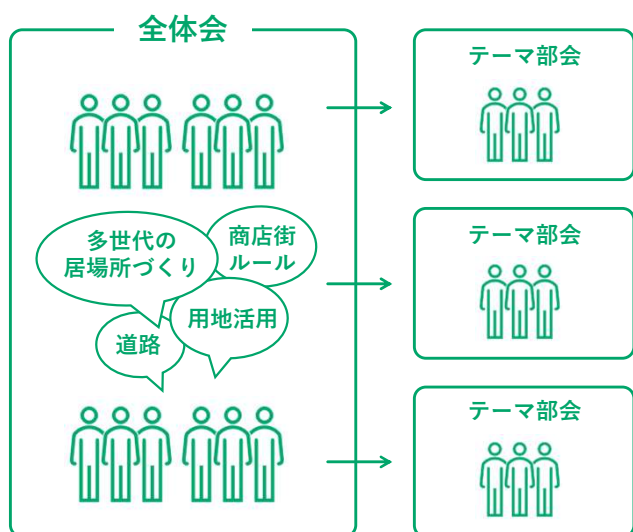 全体会
多世代の
居場所づくり
商店街
ルール
用地活用
道路
テーマ部会
テーマ部会
テーマ部会